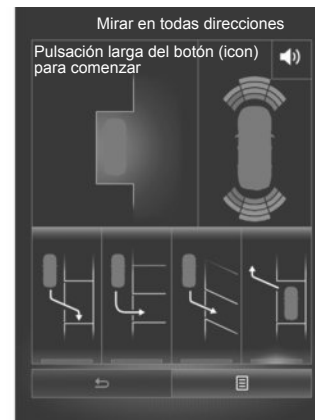 Mirar en todas direcciones
Pulsación larga del botón (icon)
para comenzar